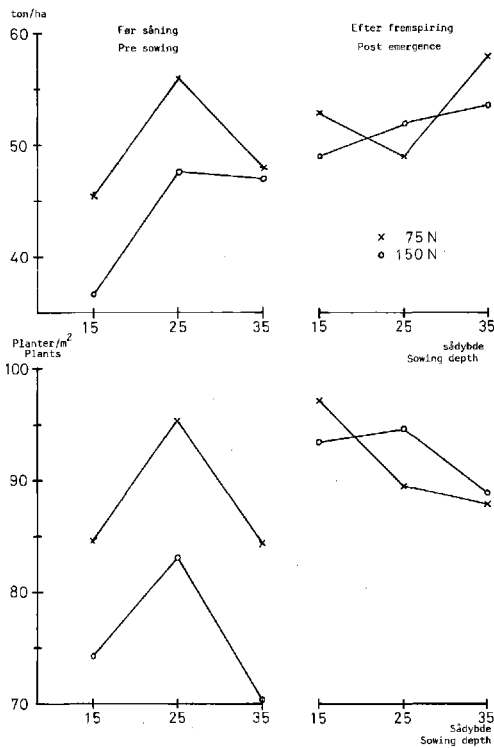 ton/ha
60
50
40
Før såning
Pre sowing
Efter fremspiring
Post emergence
× 75 N
o 150 N
15 25 35
15 25 35
sådybde
Sowing depth
Planter/m²
Plants
100
90
80
70
15 25 35
15 25 35
Sådybde
Sowing depth